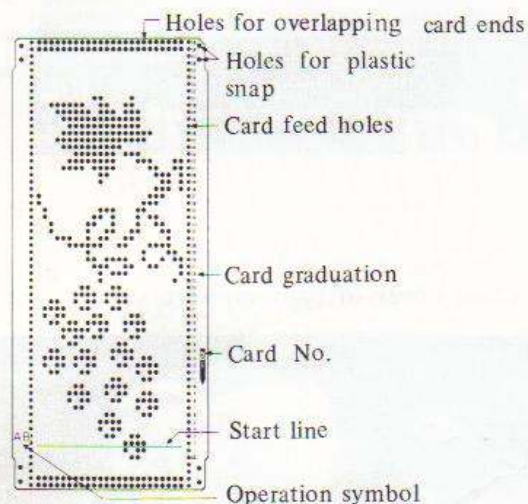 Holes for overlapping card ends
Holes for plastic
snap
Card feed holes
Card graduation
Card No.
AB
Start line
Operation symbol